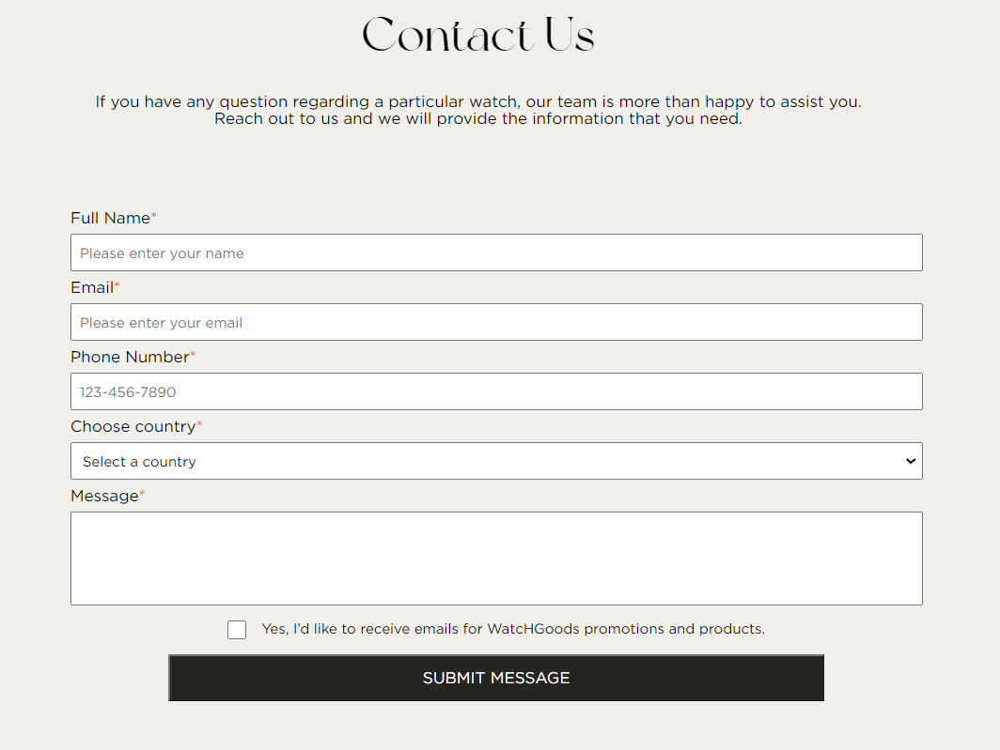 Contact Us
If you have any question regarding a particular watch, our team is more than happy to assist you.
Reach out to us and we will provide the information that you need.
Full Name*
Please enter your name
Email*
Please enter your email
Phone Number*
123-456-7890
Choose country*
Select a country
Message*
Yes, I'd like to receive emails for WatcHGoods promotions and products.
SUBMIT MESSAGE